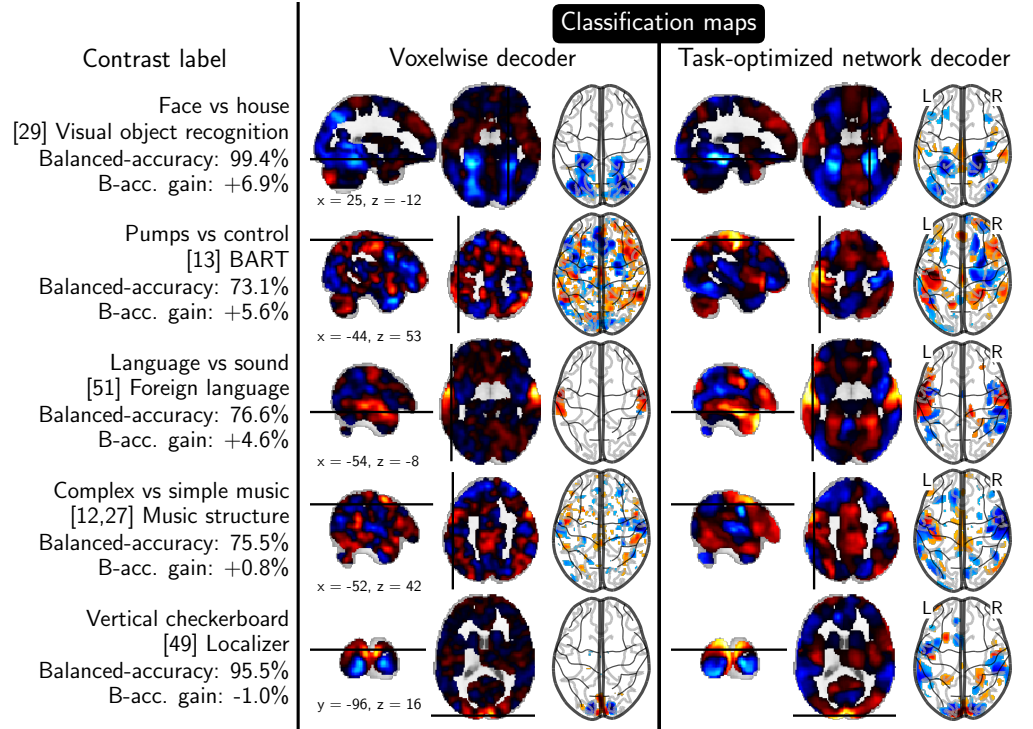 Classification maps
Contrast label
Voxelwise decoder
Task-optimized network decoder
Face vs house
[29] Visual object recognition
Balanced-accuracy: 99.4%
B-acc. gain: +6.9%
x = 25, z = -12
L R
Pumps vs control
[13] BART
Balanced-accuracy: 73.1%
B-acc. gain: +5.6%
x = -44, z = 53
L R
Language vs sound
[51] Foreign language
Balanced-accuracy: 76.6%
B-acc. gain: +4.6%
x = -54, z = -8
L R
Complex vs simple music
[12,27] Music structure
Balanced-accuracy: 75.5%
B-acc. gain: +0.8%
x = -52, z = 42
L R
Vertical checkerboard
[49] Localizer
Balanced-accuracy: 95.5%
B-acc. gain: -1.0%
y = -96, z = 16
L R